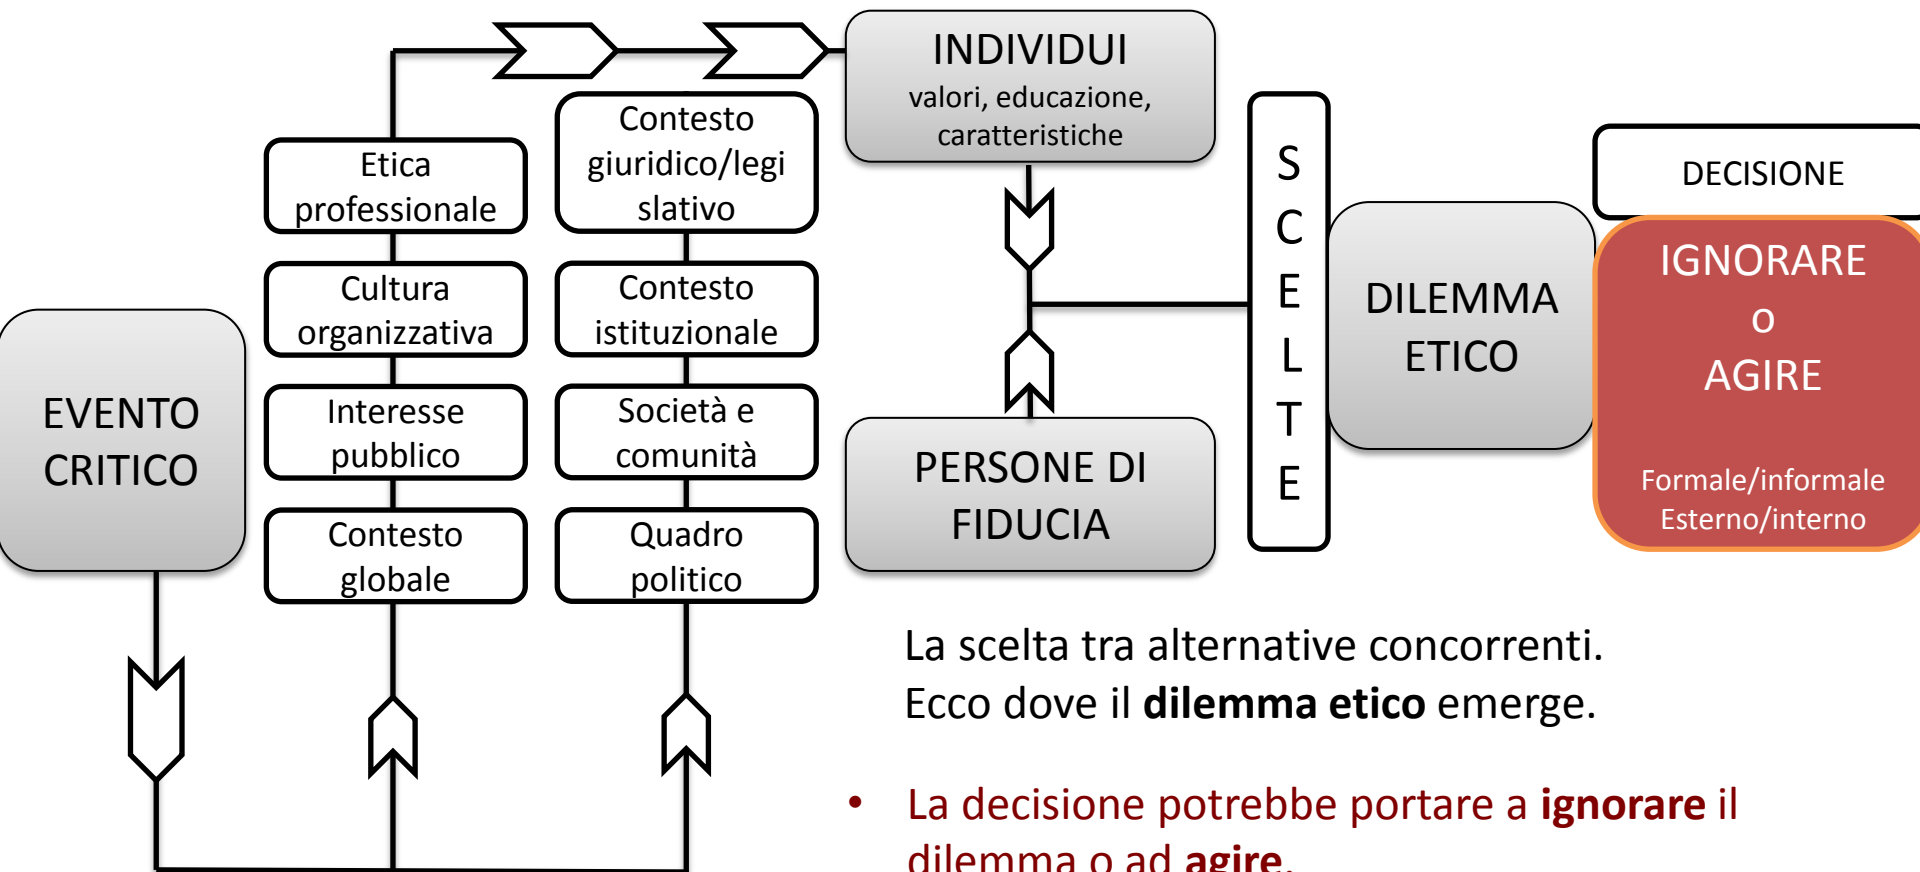 EVENTO
CRITICO
Etica
professionale
Cultura
organizzativa
Interesse
pubblico
Contesto
globale
Contesto
giuridico/legi
slativo
Contesto
istituzionale
Società e
comunità
Quadro
politico
INDIVIDUI
valori, educazione,
caratteristiche
PERSONE DI
FIDUCIA
S
C
E
L
T
E
DILEMMA
ETICO
DECISIONE
IGNORARE
o
AGIRE
Formale/informale
Esterno/interno
La scelta tra alternative concorrenti.
Ecco dove il dilemma etico emerge.
• La decisione potrebbe portare a ignorare il
dilemma o ad agire.